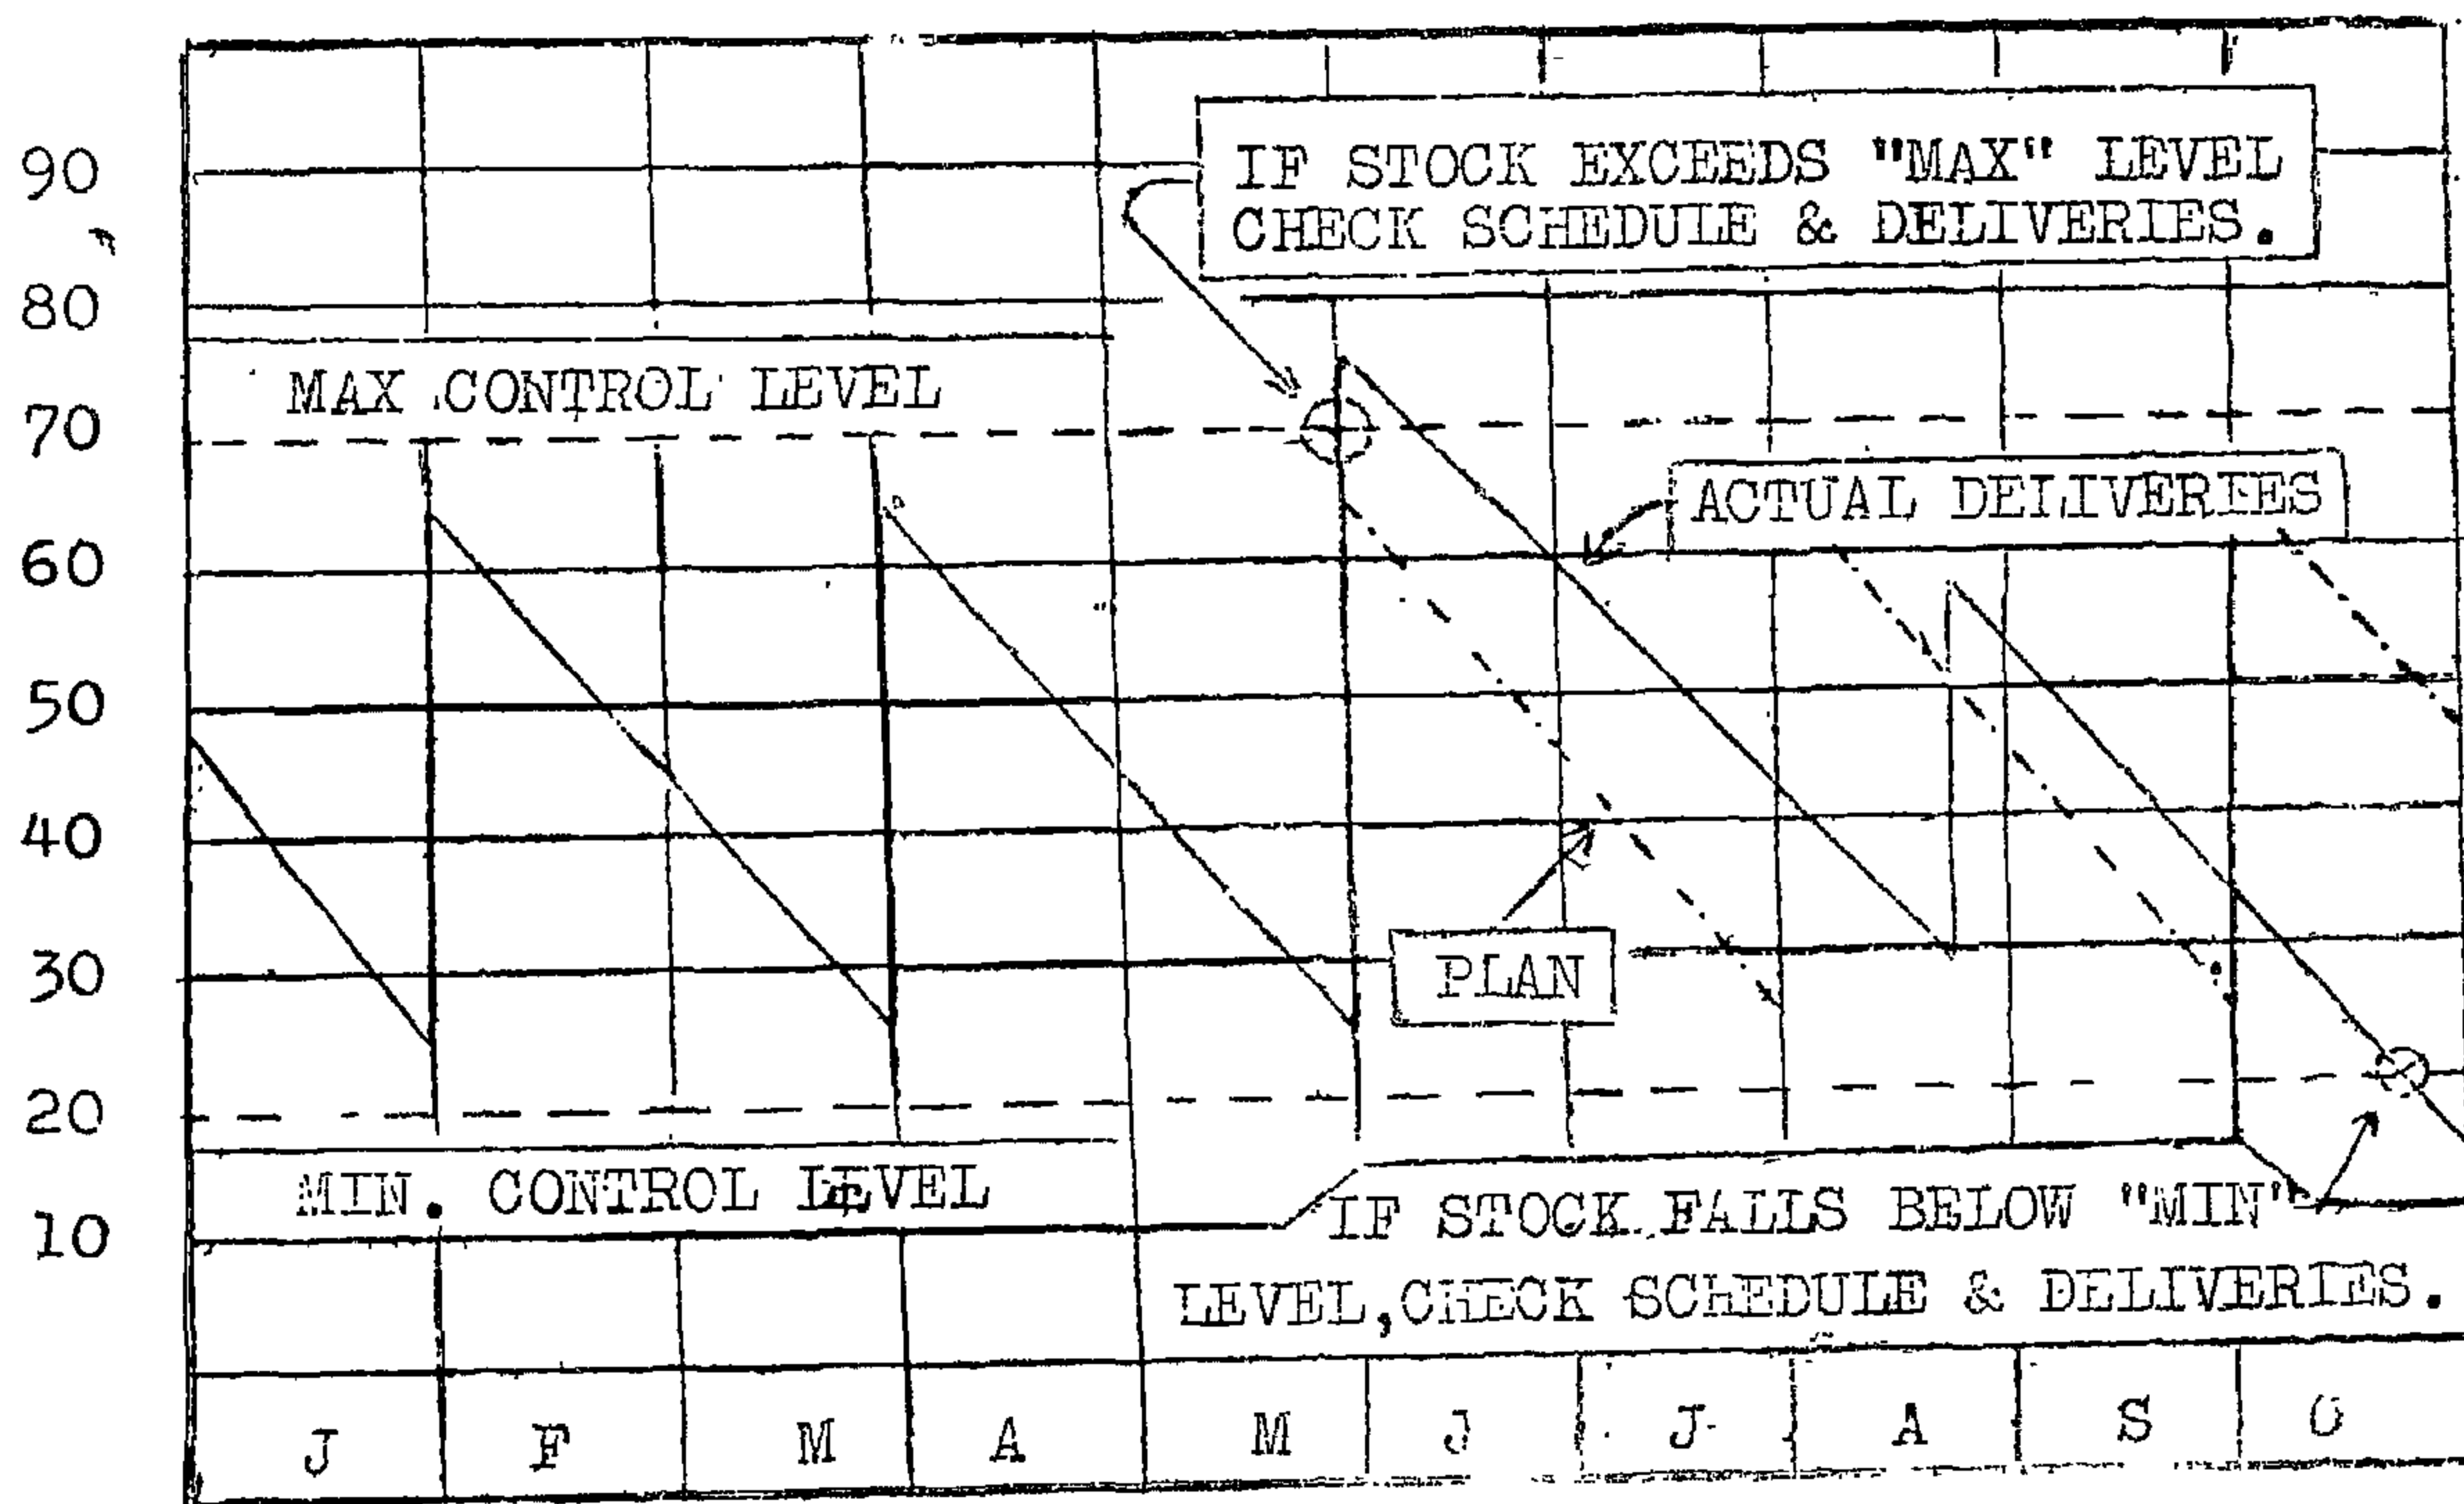 90
80
70
60
50
40
30
20
10
IF STOCK EXCEEDS "MAX" LEVEL
CHECK SCHEDULE & DELIVERIES.
MAX CONTROL LEVEL
ACTUAL DELIVERIES
PLAN
MIN. CONTROL LEVEL
IF STOCK FALLS BELOW "MIN"
LEVEL, CHECK SCHEDULE & DELIVERIES.
J F M A M J J A S O